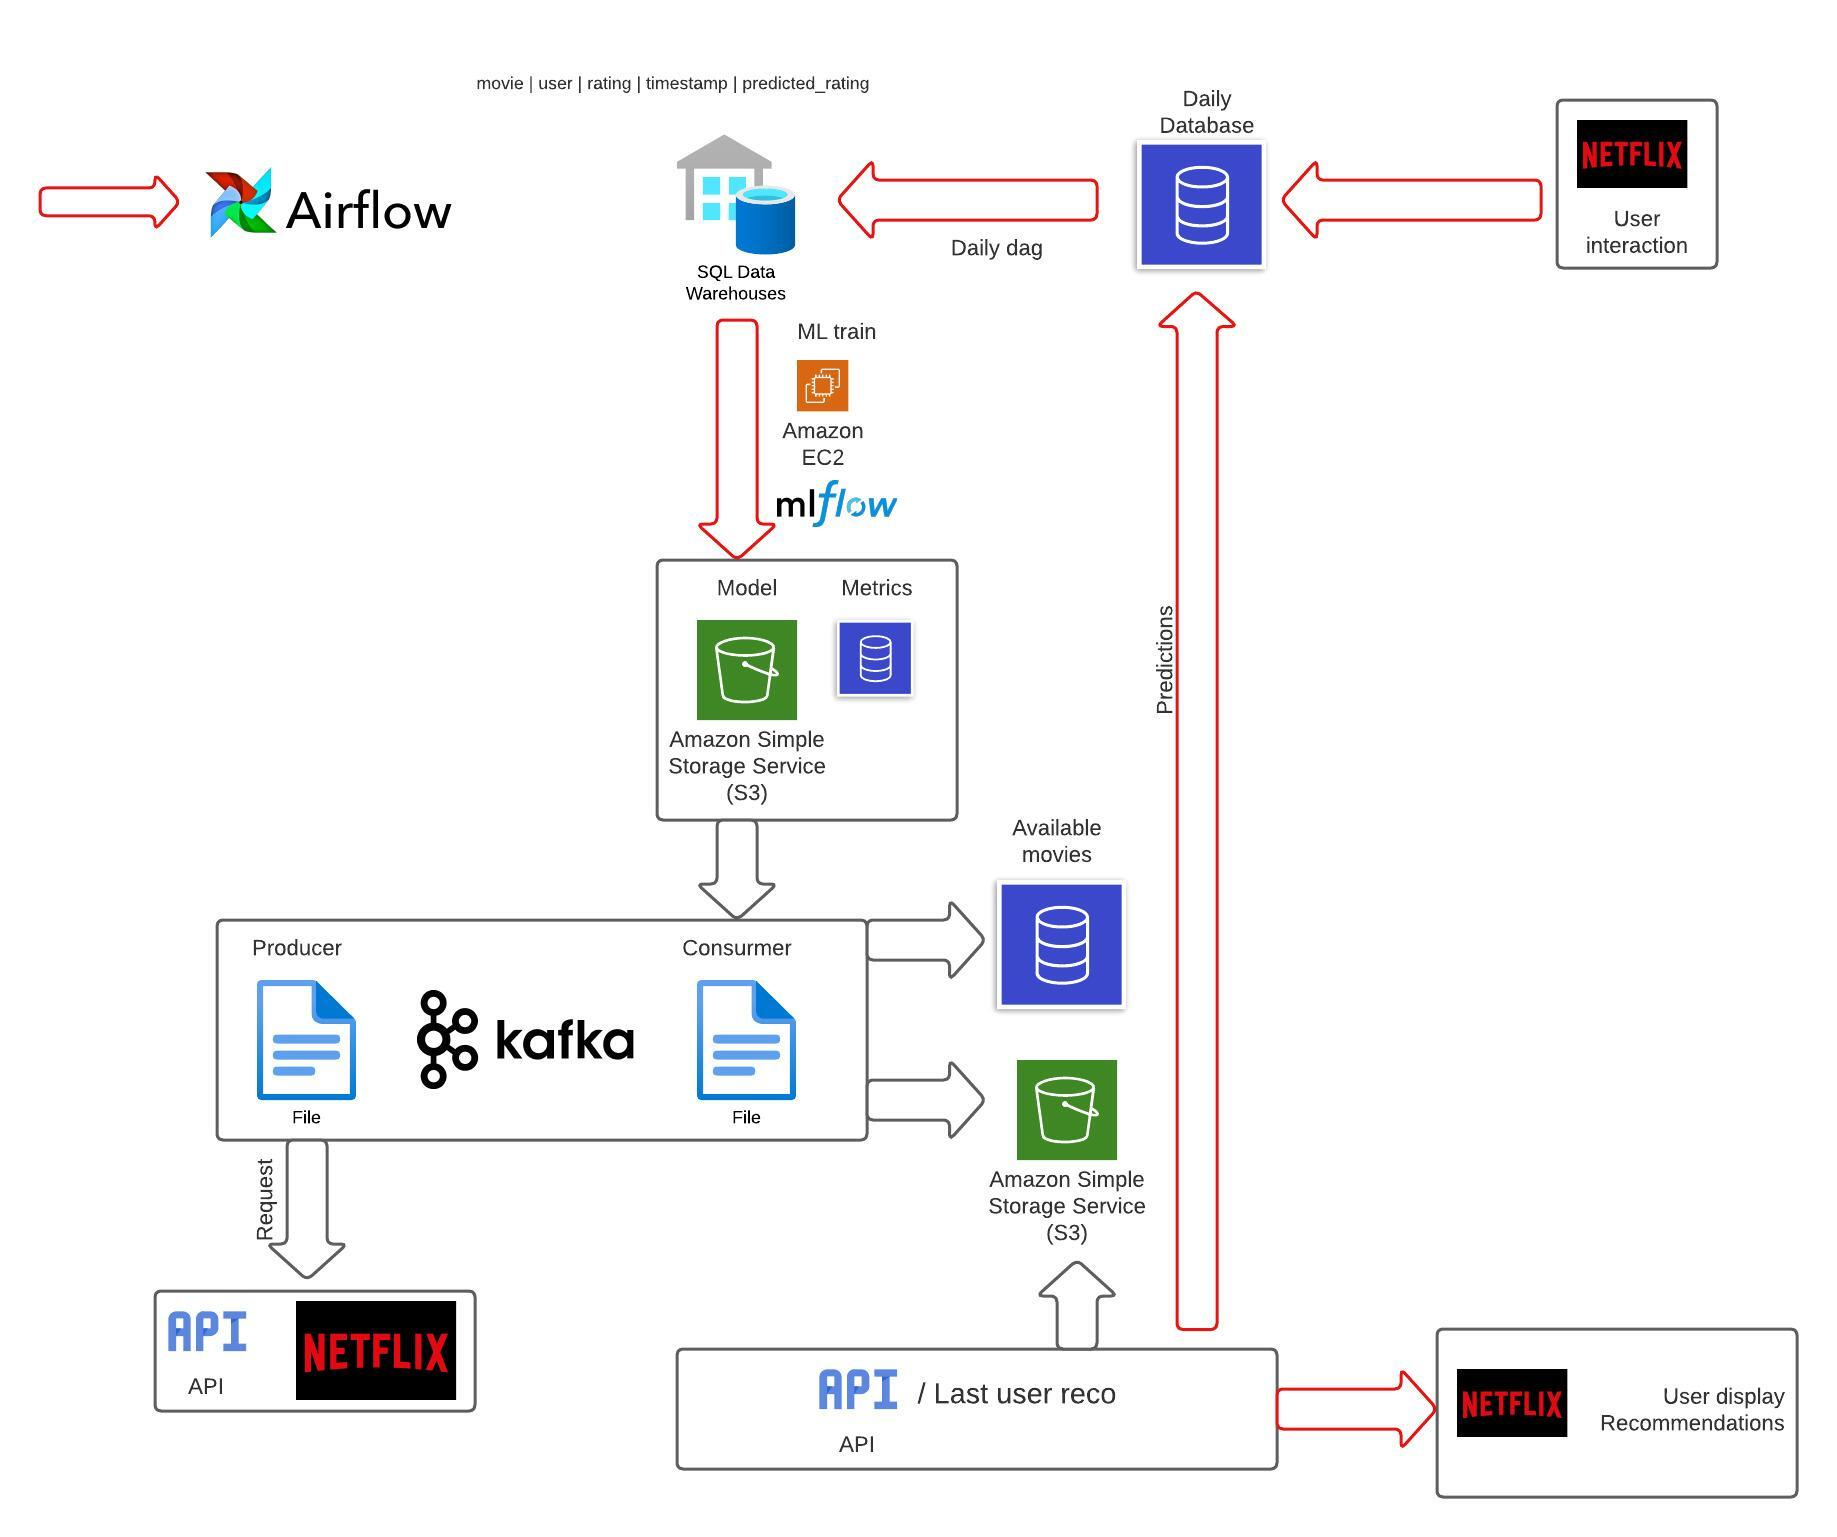 movie | user | rating | timestamp | predicted_rating
Daily
Database
NETFLIX
User
interaction
Airflow
SQL Data
Warehouses
Daily dag
ML train
Amazon
EC2
mlflow
Model
Metrics
Amazon Simple
Storage Service
(S3)
Predictions
Available
movies
Producer
Consurmer
kafka
File
File
Amazon Simple
Storage Service
(S3)
Request
API
NETFLIX
API
API / Last user reco
API
NETFLIX
User display
Recommendations